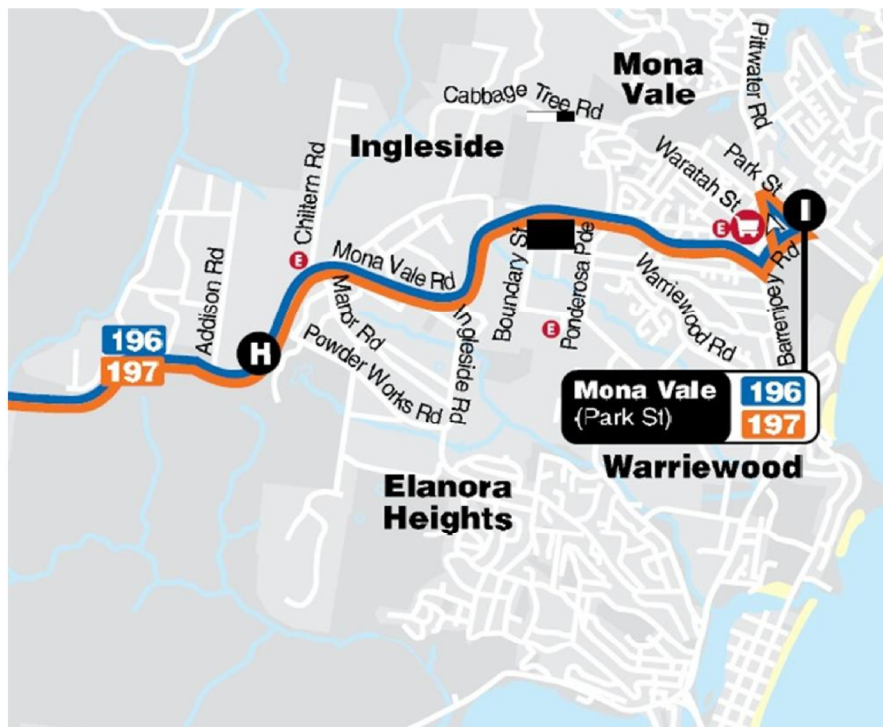 Mona
Vale
Pittwater Rd
Cabbage Tree Rd
Ingleside
Park St
Waratah St
I
E
Chiltern Rd
E
Mona Vale Rd
Boundary St
Ponderosa Pde
Barrenjoey Rd
Addison Rd
Manor Rd
Warriewood Rd
Ingleside Rd
E
H
196
197
Powder Works Rd
Mona Vale
(Park St)
196
197
Warriewood
Elanora
Heights